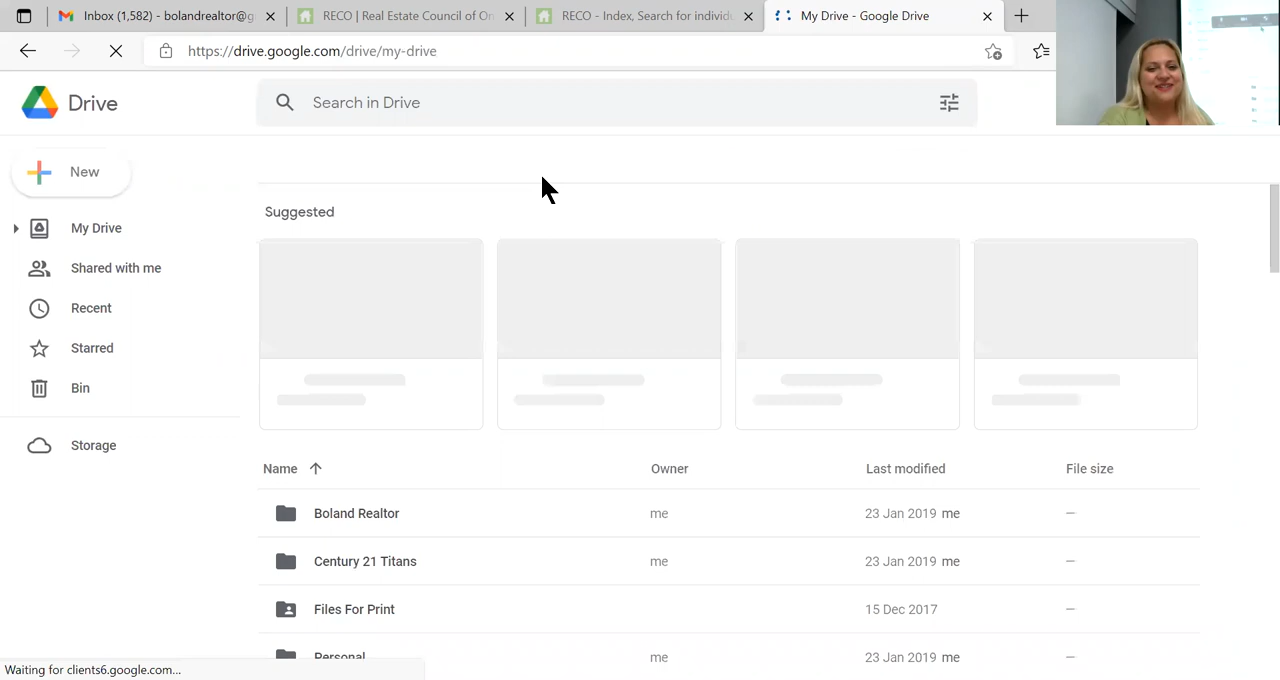 Inbox (1,582) - bolandrealtor@g
RECO | Real Estate Council of On
RECO - Index, Search for individu
My Drive - Google Drive
https://drive.google.com/drive/my-drive
Drive
Search in Drive
New
My Drive
Shared with me
Recent
Starred
Bin
Storage
Suggested
Name Owner Last modified File size
Boland Realtor me 23 Jan 2019 me —
Century 21 Titans me 23 Jan 2019 me —
Files For Print 15 Dec 2017 —
Personal me 23 Jan 2019 me —
Waiting for clients6.google.com...